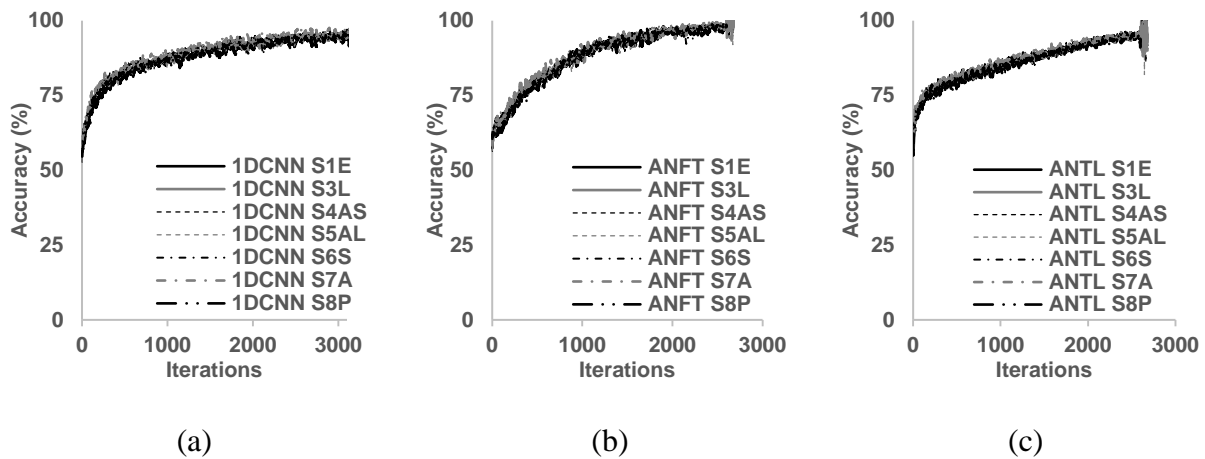 100
75
50
25
0
Accuracy (%)
1DCNN S1E
1DCNN S3L
1DCNN S4AS
1DCNN S5AL
1DCNN S6S
1DCNN S7A
1DCNN S8P
0 1000 2000 3000
Iterations
(a)
100
75
50
25
0
Accuracy (%)
ANFT S1E
ANFT S3L
ANFT S4AS
ANFT S5AL
ANFT S6S
ANFT S7A
ANFT S8P
0 1000 2000 3000
Iterations
(b)
100
75
50
25
0
Accuracy (%)
ANTL S1E
ANTL S3L
ANTL S4AS
ANTL S5AL
ANTL S6S
ANTL S7A
ANTL S8P
0 1000 2000 3000
Iterations
(c)